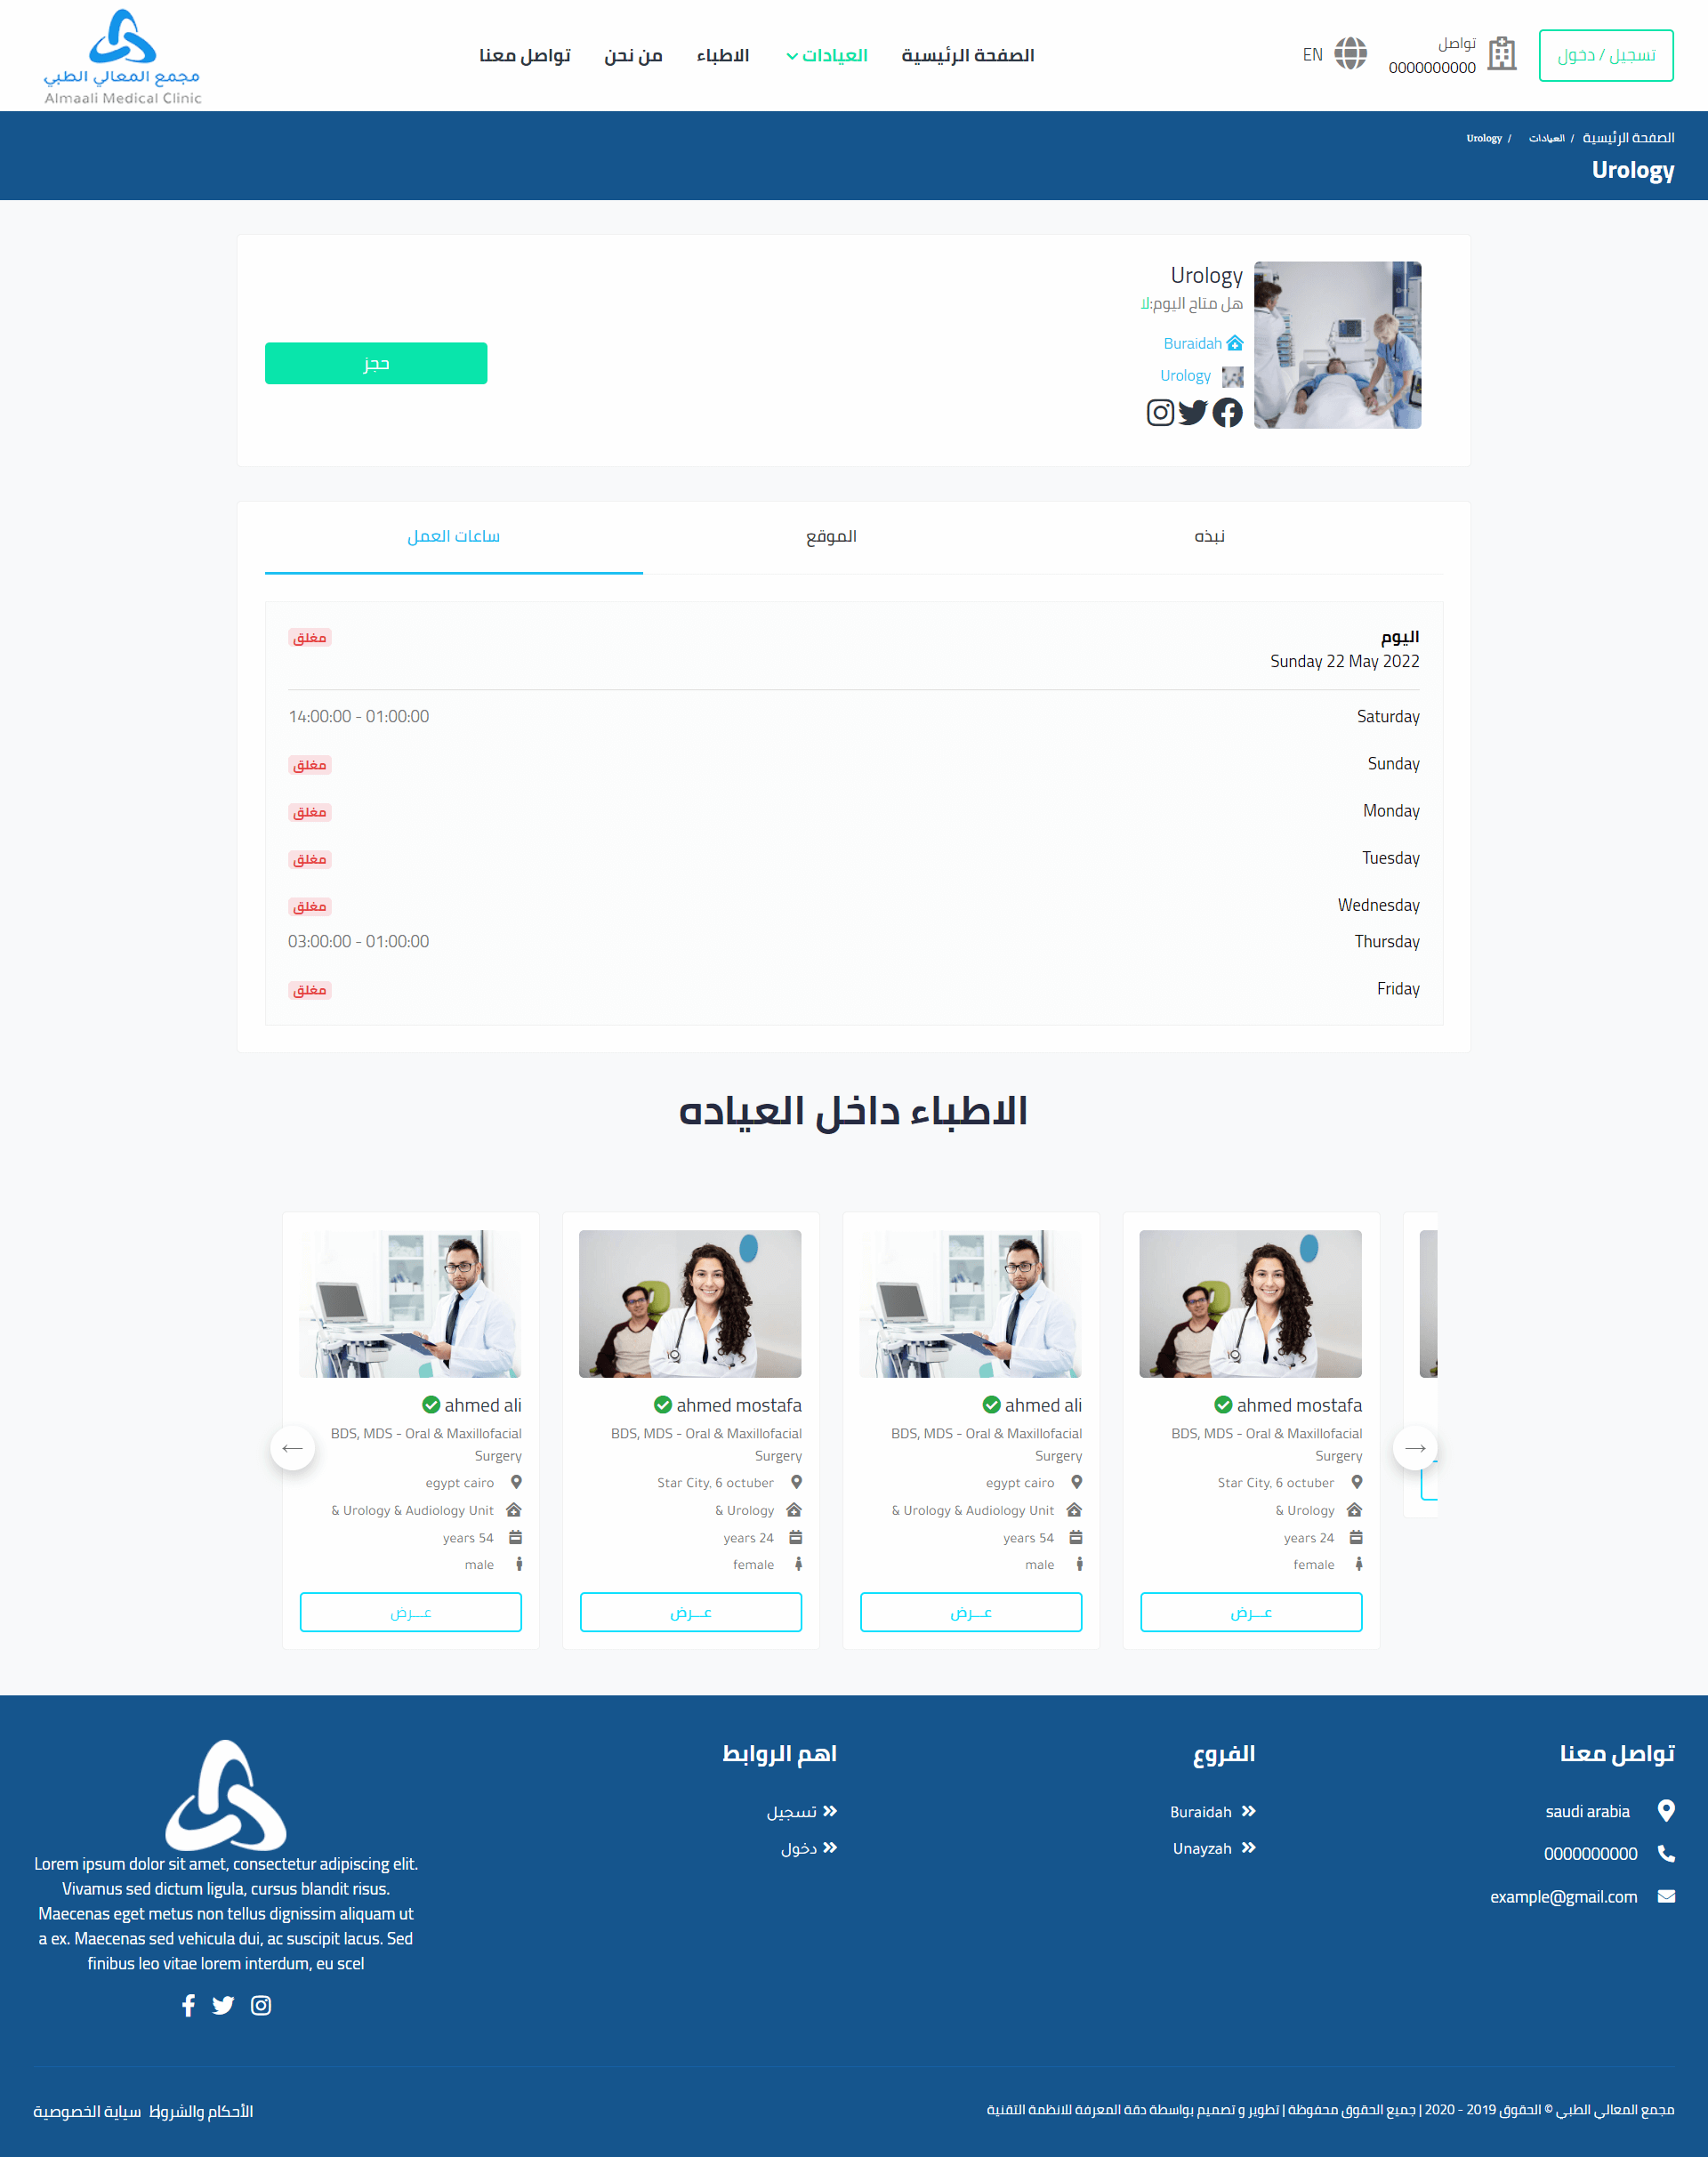 تسجيل / دخول
تواصل
0000000000
EN
الصفحة الرئيسية
العيادات
الاطباء
من نحن
تواصل معنا
مجمع المعالي الطبي
Almaali Medical Clinic
الصفحة الرئيسية / العيادات / Urology
Urology
Urology
هل متاح اليوم:لا
Buraidah
Urology
حجز
نبذه
الموقع
ساعات العمل
اليوم
مغلق
Sunday 22 May 2022
Saturday
14:00:00 - 01:00:00
Sunday
مغلق
Monday
مغلق
Tuesday
مغلق
Wednesday
مغلق
Thursday
03:00:00 - 01:00:00
Friday
مغلق
الاطباء داخل العياده
ahmed mostafa
BDS, MDS - Oral & Maxillofacial
Surgery
Star City, 6 octuber
& Urology
years 24
female
عـــرض
ahmed ali
BDS, MDS - Oral & Maxillofacial
Surgery
egypt cairo
& Urology & Audiology Unit
years 54
male
عـــرض
ahmed mostafa
BDS, MDS - Oral & Maxillofacial
Surgery
Star City, 6 octuber
& Urology
years 24
female
عـــرض
ahmed ali
BDS, MDS - Oral & Maxillofacial
Surgery
egypt cairo
& Urology & Audiology Unit
years 54
male
عـــرض
تواصل معنا
saudi arabia
0000000000
example@gmail.com
الفروع
Buraidah
Unayzah
اهم الروابط
تسجيل
دخول
Lorem ipsum dolor sit amet, consectetur adipiscing elit.
Vivamus sed dictum ligula, cursus blandit risus.
Maecenas eget metus non tellus dignissim aliquam ut
a ex. Maecenas sed vehicula dui, ac suscipit lacus. Sed
finibus leo vitae lorem interdum, eu scel
مجمع المعالي الطبي © الحقوق 2019 - 2020 | جميع الحقوق محفوظة | تطوير و تصميم بواسطة دقة المعرفة للانظمة التقنية
الأحكام والشروط
سياية الخصوصية